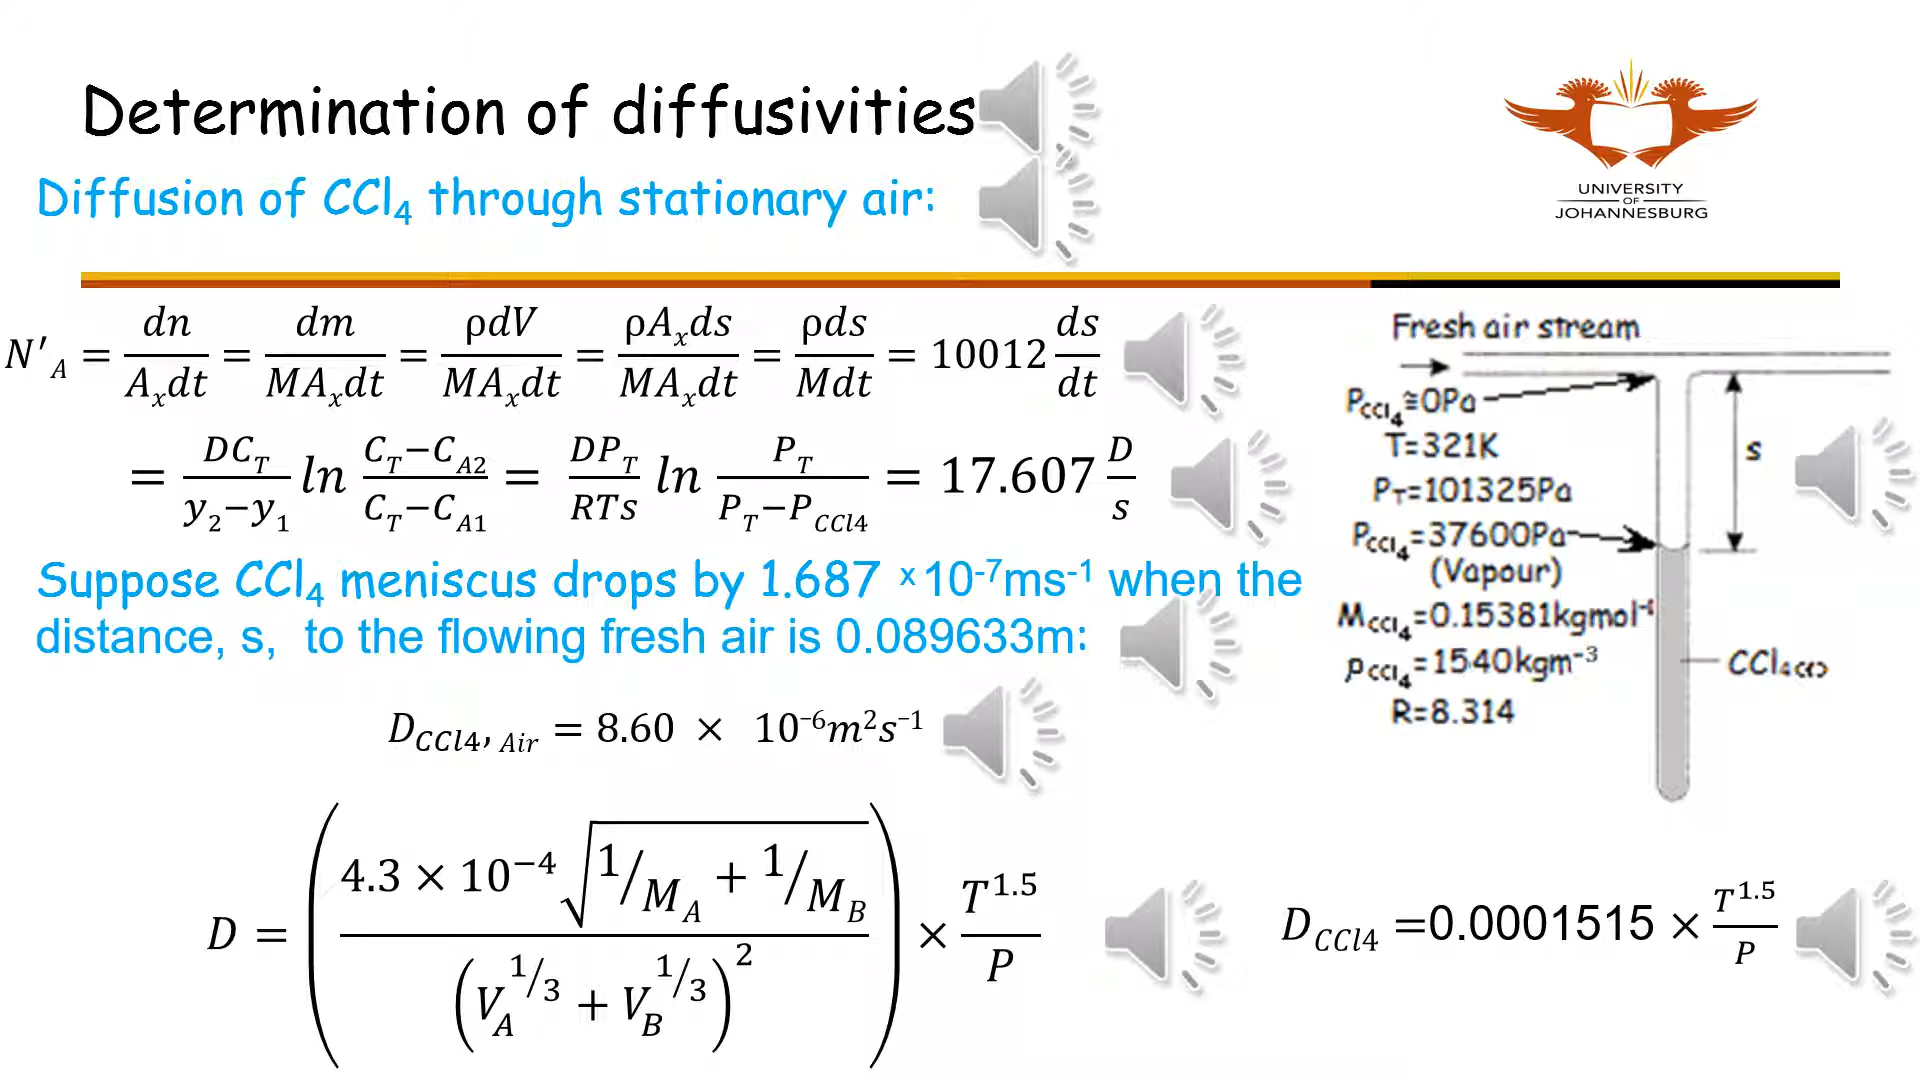 Determination of diffusivities
Diffusion of CCl₄ through stationary air:
UNIVERSITY
OF
JOHANNESBURG
N'_A = dn/(A_x dt) = dm/(MA_x dt) = ρdV/(MA_x dt) = ρA_x ds/(MA_x dt) = ρds/(Mdt) = 10012 ds/dt
= DC_T/(y₂−y₁) ln (C_T−C_A2)/(C_T−C_A1) = DP_T/(RTs) ln P_T/(P_T−P_CCl4) = 17.607 D/s
Suppose CCl₄ meniscus drops by 1.687 x10⁻⁷ms⁻¹ when the
distance, s, to the flowing fresh air is 0.089633m:
D_CCl4,Air = 8.60 × 10⁻⁶m²s⁻¹
D = (4.3 × 10⁻⁴ √(1/M_A + 1/M_B) / (V_A^1/3 + V_B^1/3)²) × T^1.5/P
D_CCl4 =0.0001515 × T^1.5/P
Fresh air stream
P_CCl₄≅0Pa
T=321K
P_T=101325Pa
s
P_CCl₄=37600Pa
(Vapour)
M_CCl₄=0.15381kgmol⁻¹
ρ_CCl₄=1540kgm⁻³
CCl₄(l)
R=8.314